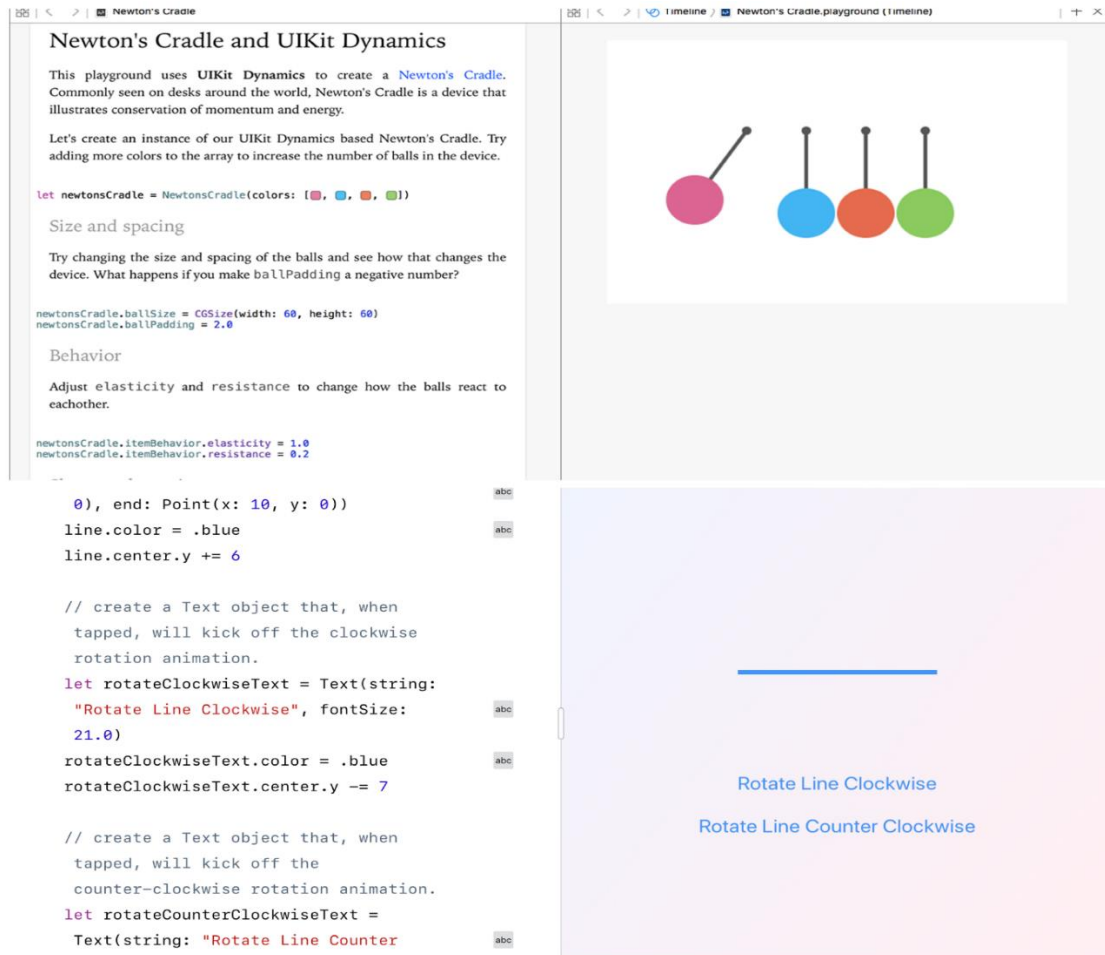 Newton's Cradle
Timeline
Newton's Cradle.playground (Timeline)
Newton's Cradle and UIKit Dynamics
This playground uses UIKit Dynamics to create a Newton's Cradle.
Commonly seen on desks around the world, Newton's Cradle is a device that
illustrates conservation of momentum and energy.
Let's create an instance of our UIKit Dynamics based Newton's Cradle. Try
adding more colors to the array to increase the number of balls in the device.
let newtonsCradle = NewtonsCradle(colors: [ , , , ])
Size and spacing
Try changing the size and spacing of the balls and see how that changes the
device. What happens if you make ballPadding a negative number?
newtonsCradle.ballSize = CGSize(width: 60, height: 60)
newtonsCradle.ballPadding = 2.0
Behavior
Adjust elasticity and resistance to change how the balls react to
eachother.
newtonsCradle.itemBehavior.elasticity = 1.0
newtonsCradle.itemBehavior.resistance = 0.2
0), end: Point(x: 10, y: 0))
abc
line.color = .blue
abc
line.center.y += 6
// create a Text object that, when
tapped, will kick off the clockwise
rotation animation.
let rotateClockwiseText = Text(string:
"Rotate Line Clockwise", fontSize:
abc
21.0)
rotateClockwiseText.color = .blue
abc
rotateClockwiseText.center.y -= 7
// create a Text object that, when
tapped, will kick off the
counter-clockwise rotation animation.
let rotateCounterClockwiseText =
Text(string: "Rotate Line Counter
abc
Rotate Line Clockwise
Rotate Line Counter Clockwise